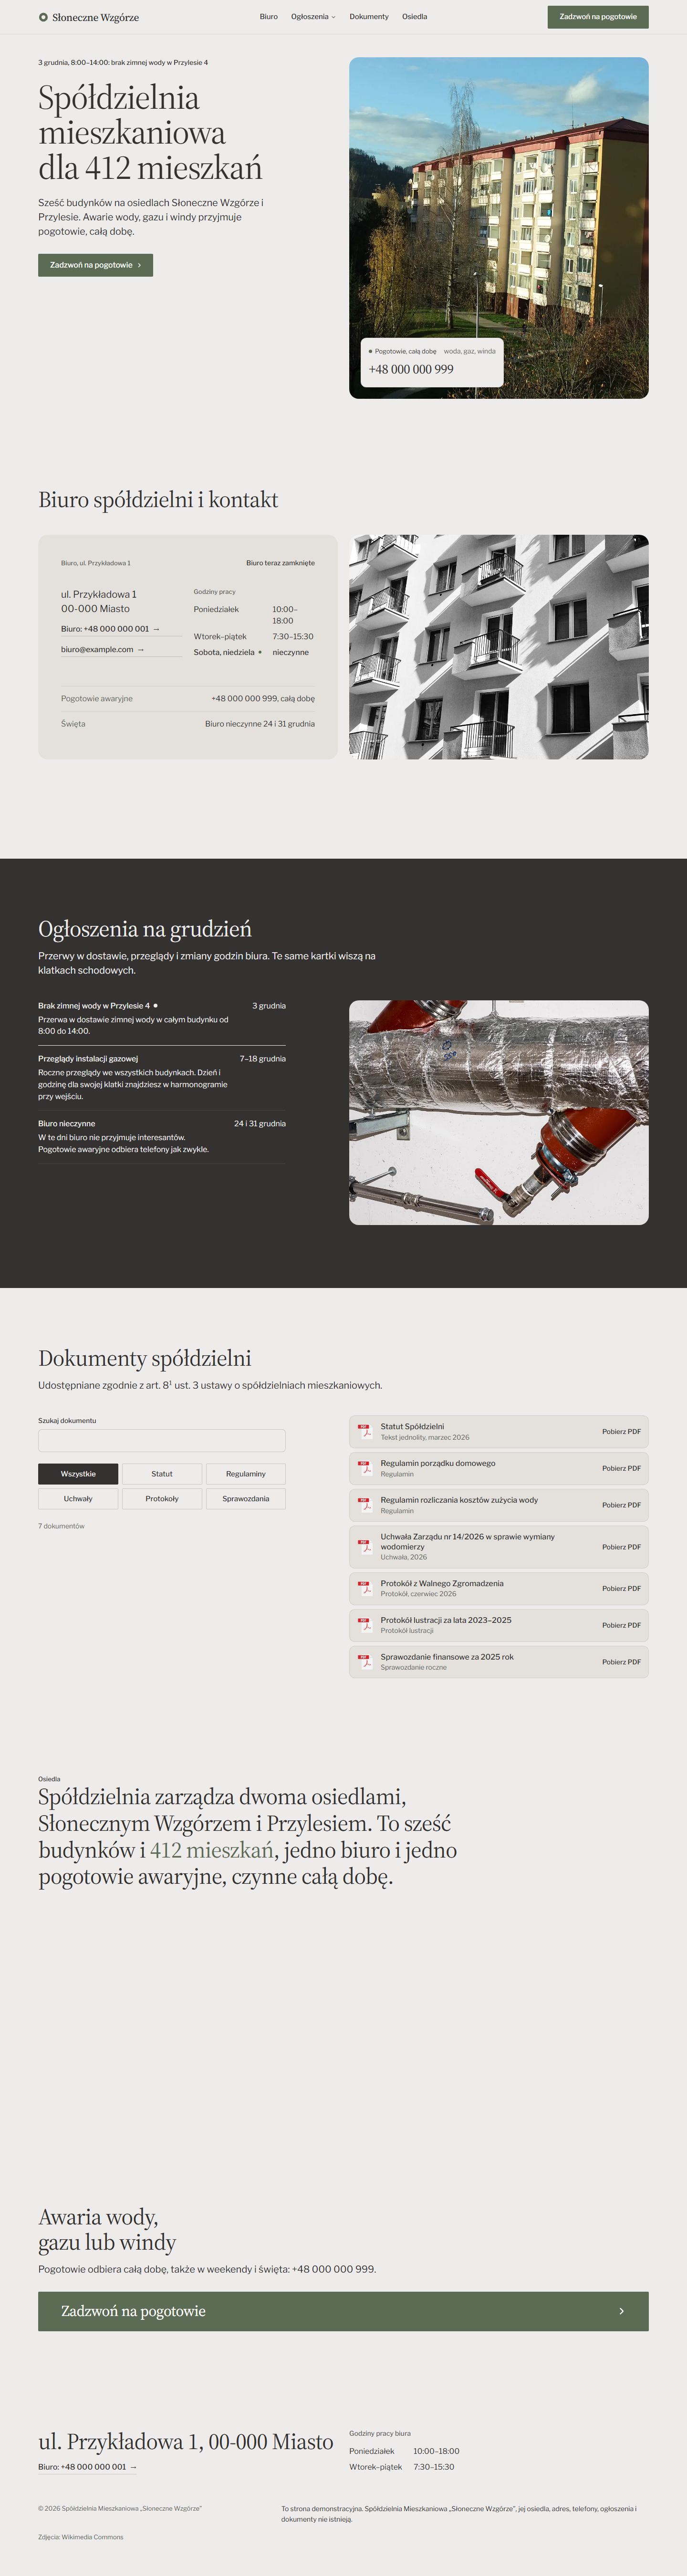 Słoneczne Wzgórze
Biuro
Ogłoszenia
Dokumenty
Osiedla
Zadzwoń na pogotowie
3 grudnia, 8:00–14:00: brak zimnej wody w Przylesie 4
Spółdzielnia
mieszkaniowa
dla 412 mieszkań
Sześć budynków na osiedlach Słoneczne Wzgórze i
Przylesie. Awarie wody, gazu i windy przyjmuje
pogotowie, całą dobę.
Zadzwoń na pogotowie ›
Pogotowie, całą dobę woda, gaz, winda
+48 000 000 999
Biuro spółdzielni i kontakt
Biuro, ul. Przykładowa 1
Biuro teraz zamknięte
ul. Przykładowa 1
00-000 Miasto
Biuro: +48 000 000 001 →
biuro@example.com →
Godziny pracy
Poniedziałek 10:00–
18:00
Wtorek–piątek 7:30–15:30
Sobota, niedziela nieczynne
Pogotowie awaryjne +48 000 000 999, całą dobę
Święta Biuro nieczynne 24 i 31 grudnia
Ogłoszenia na grudzień
Przerwy w dostawie, przeglądy i zmiany godzin biura. Te same kartki wiszą na
klatkach schodowych.
Brak zimnej wody w Przylesie 4 3 grudnia
Przerwa w dostawie zimnej wody w całym budynku od
8:00 do 14:00.
Przeglądy instalacji gazowej 7–18 grudnia
Roczne przeglądy we wszystkich budynkach. Dzień i
godzinę dla swojej klatki znajdziesz w harmonogramie
przy wejściu.
Biuro nieczynne 24 i 31 grudnia
W te dni biuro nie przyjmuje interesantów.
Pogotowie awaryjne odbiera telefony jak zwykle.
Dokumenty spółdzielni
Udostępniane zgodnie z art. 8¹ ust. 3 ustawy o spółdzielniach mieszkaniowych.
Szukaj dokumentu
Wszystkie
Statut
Regulaminy
Uchwały
Protokoły
Sprawozdania
7 dokumentów
PDF
Statut Spółdzielni
Tekst jednolity, marzec 2026
Pobierz PDF
PDF
Regulamin porządku domowego
Regulamin
Pobierz PDF
PDF
Regulamin rozliczania kosztów zużycia wody
Regulamin
Pobierz PDF
PDF
Uchwała Zarządu nr 14/2026 w sprawie wymiany
wodomierzy
Uchwała, 2026
Pobierz PDF
PDF
Protokół z Walnego Zgromadzenia
Protokół, czerwiec 2026
Pobierz PDF
PDF
Protokół lustracji za lata 2023–2025
Protokół lustracji
Pobierz PDF
PDF
Sprawozdanie finansowe za 2025 rok
Sprawozdanie roczne
Pobierz PDF
Osiedla
Spółdzielnia zarządza dwoma osiedlami,
Słonecznym Wzgórzem i Przylesiem. To sześć
budynków i 412 mieszkań, jedno biuro i jedno
pogotowie awaryjne, czynne całą dobę.
Awaria wody,
gazu lub windy
Pogotowie odbiera całą dobę, także w weekendy i święta: +48 000 000 999.
Zadzwoń na pogotowie ›
ul. Przykładowa 1, 00-000 Miasto
Biuro: +48 000 000 001 →
Godziny pracy biura
Poniedziałek 10:00–18:00
Wtorek–piątek 7:30–15:30
© 2026 Spółdzielnia Mieszkaniowa „Słoneczne Wzgórze”
To strona demonstracyjna. Spółdzielnia Mieszkaniowa „Słoneczne Wzgórze”, jej osiedla, adres, telefony, ogłoszenia i
dokumenty nie istnieją.
Zdjęcia: Wikimedia Commons